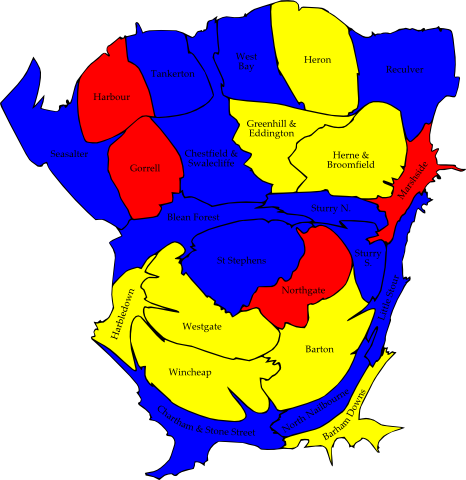 West
Bay
Heron
Tankerton
Reculver
Harbour
Greenhill &
Eddington
Seasalter
Chestfield &
Swalecliffe
Herne &
Broomfield
Gorrell
Marshside
Sturry N.
Blean Forest
Sturry
S.
St Stephens
Little Stour
Northgate
Harbledown
Westgate
Barton
Wincheap
North Nailbourne
Barham Downs
Chartham & Stone Street